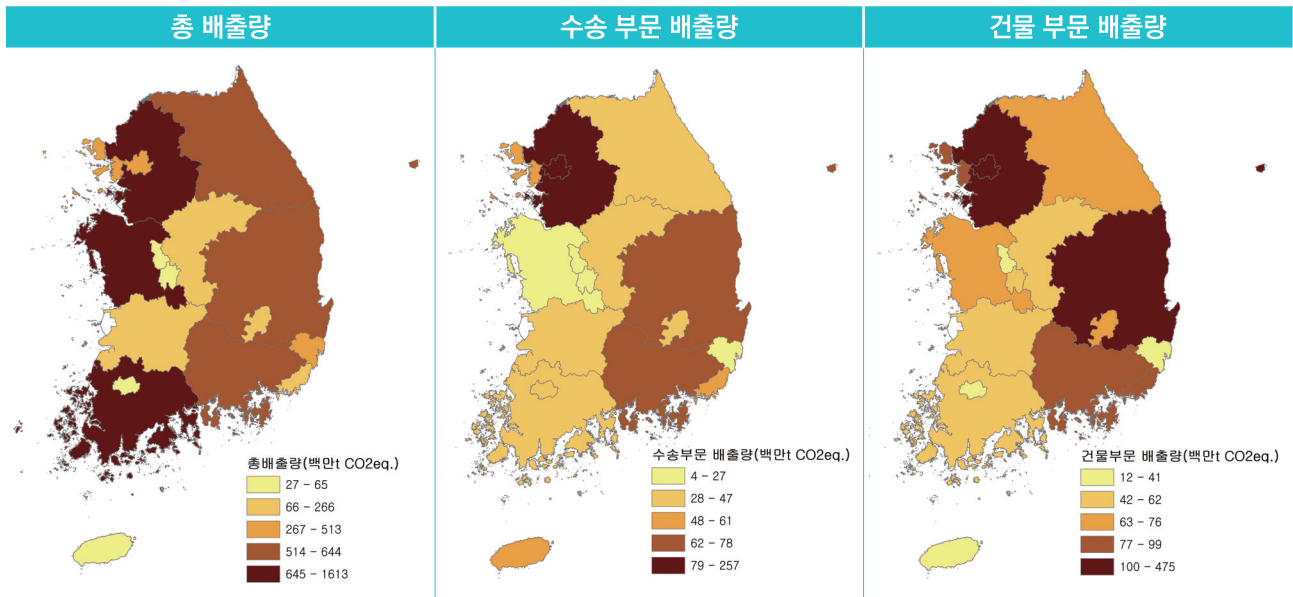 총 배출량
수송 부문 배출량
건물 부문 배출량
총배출량(백만t CO2eq.)
27 - 65
66 - 266
267 - 513
514 - 644
645 - 1613
수송부문 배출량(백만t CO2eq.)
4 - 27
28 - 47
48 - 61
62 - 78
79 - 257
건물부문 배출량(백만t CO2eq.)
12 - 41
42 - 62
63 - 76
77 - 99
100 - 475